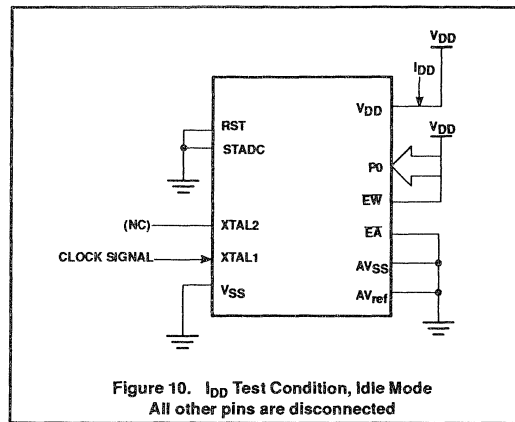 VDD
IDD
VDD
RST
STADC
VDD
P0
EW
(NC)
XTAL2
EA
CLOCK SIGNAL
XTAL1
AVSS
VSS
AVref
Figure 10. IDD Test Condition, Idle Mode
All other pins are disconnected